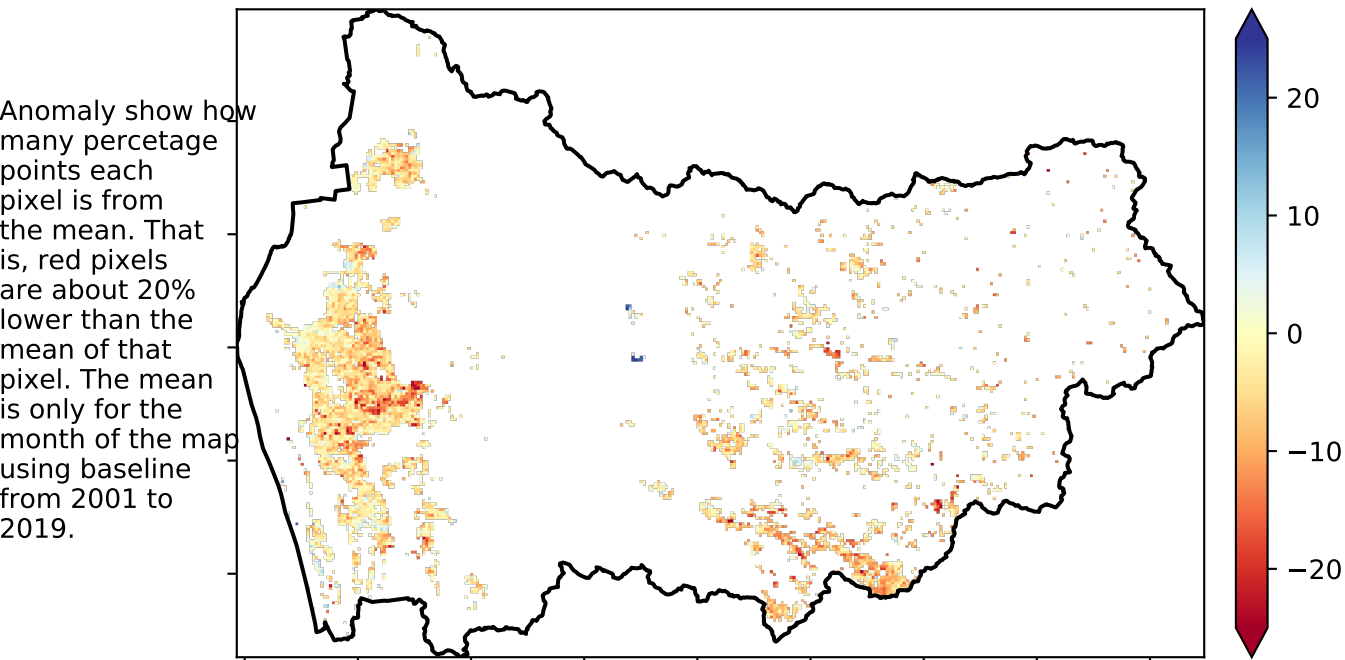 Anomaly show how
many percetage
points each
pixel is from
the mean. That
is, red pixels
are about 20%
lower than the
mean of that
pixel. The mean
is only for the
month of the map
using baseline
from 2001 to
2019.
20
10
0
−10
−20